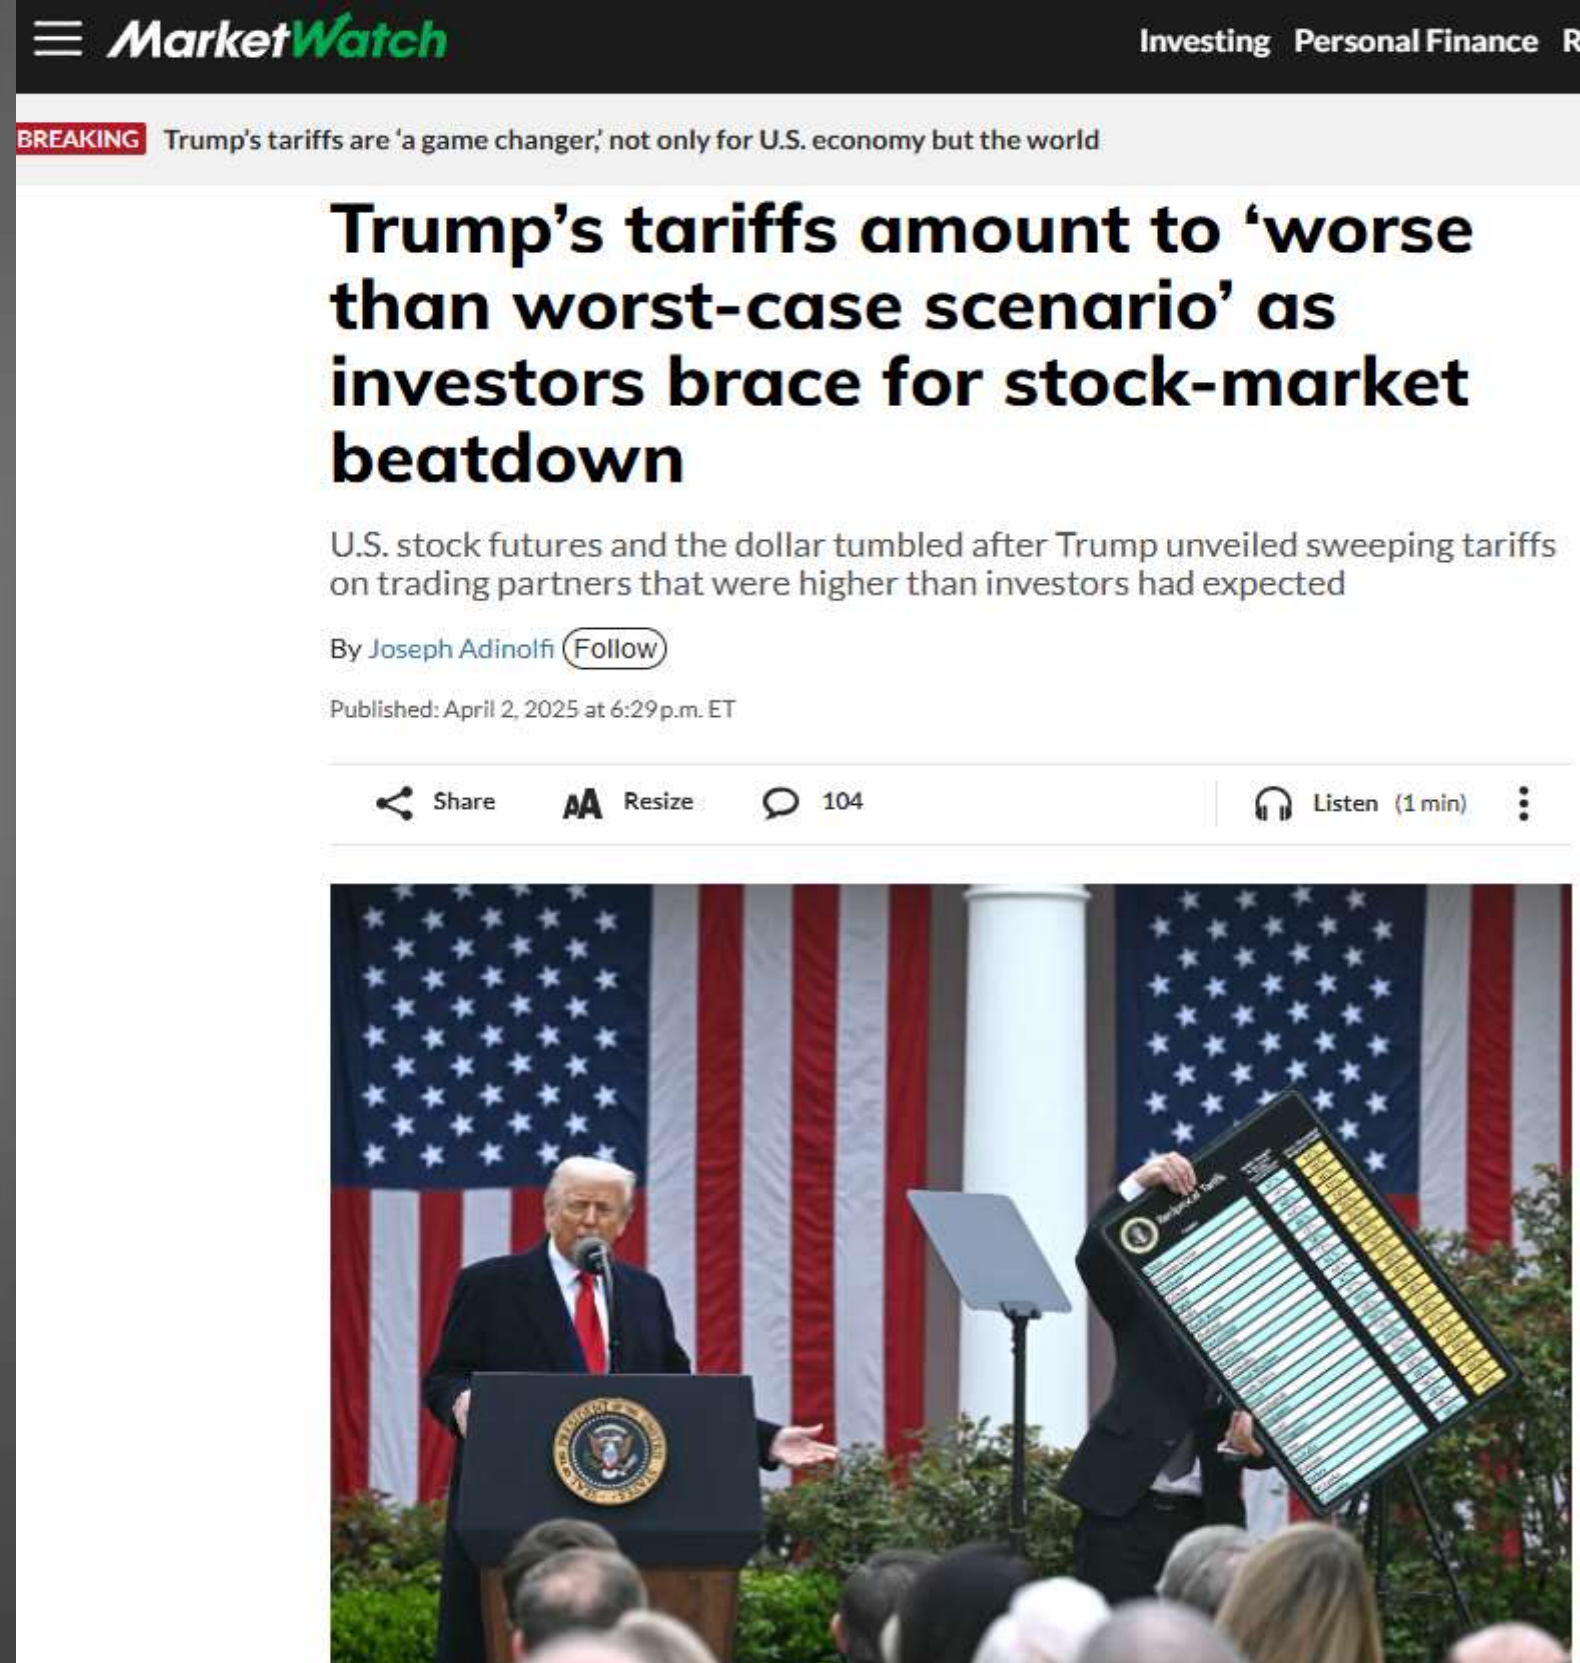 MarketWatch
Investing Personal Finance R
BREAKING Trump’s tariffs are ‘a game changer,’ not only for U.S. economy but the world
Trump’s tariffs amount to ‘worse
than worst-case scenario’ as
investors brace for stock-market
beatdown
U.S. stock futures and the dollar tumbled after Trump unveiled sweeping tariffs
on trading partners that were higher than investors had expected
By Joseph Adinolfi Follow
Published: April 2, 2025 at 6:29 p.m. ET
Share AA Resize 104 Listen (1 min)
Reciprocal Tariffs